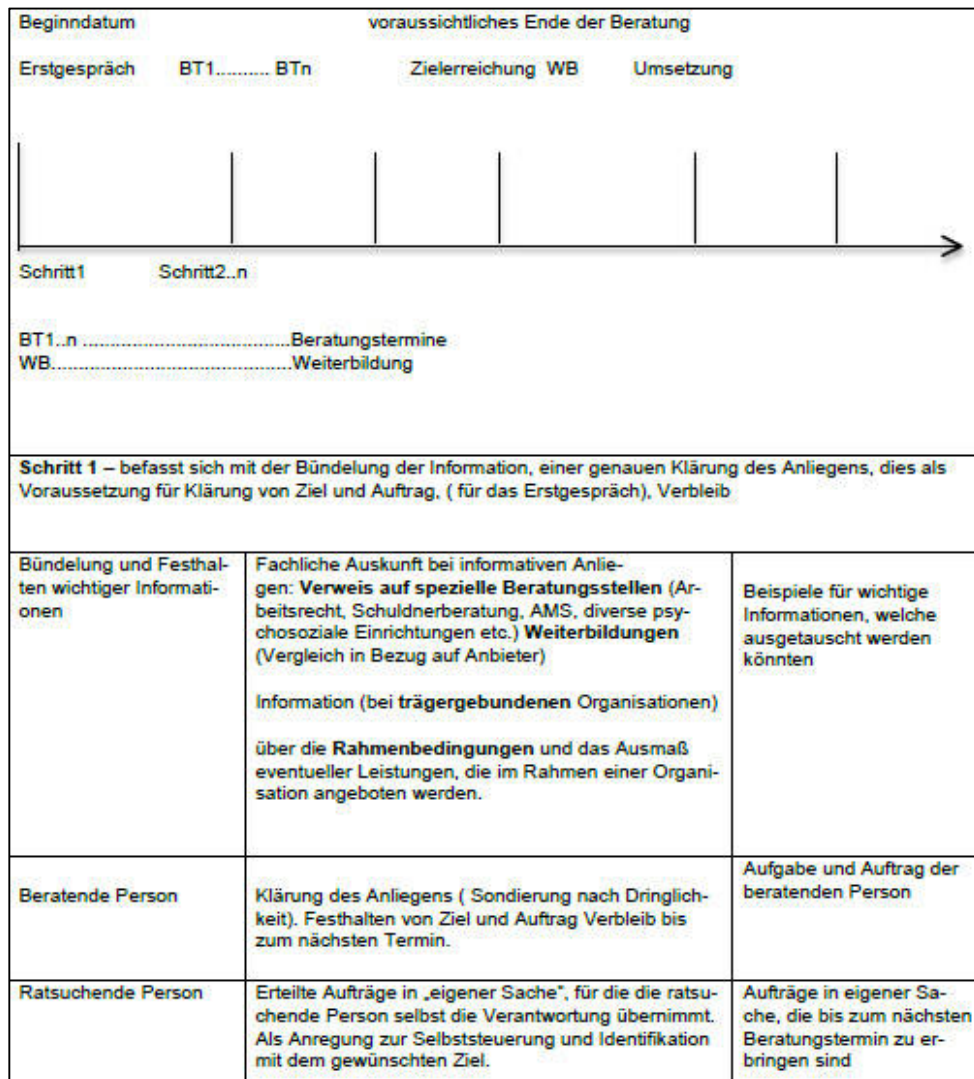 Beginndatum voraussichtliches Ende der Beratung
Erstgespräch BT1.......... BTn Zielerreichung WB Umsetzung
Schritt1 Schritt2..n
BT1..n ........................................Beratungstermine
WB...............................................Weiterbildung
Schritt 1 – befasst sich mit der Bündelung der Information, einer genauen Klärung des Anliegens, dies als
Voraussetzung für Klärung von Ziel und Auftrag, ( für das Erstgespräch), Verbleib
Bündelung und Festhal-
ten wichtiger Informati-
onen
Fachliche Auskunft bei informativen Anlie-
gen: Verweis auf spezielle Beratungsstellen (Ar-
beitsrecht, Schuldnerberatung, AMS, diverse psy-
chosoziale Einrichtungen etc.) Weiterbildungen
(Vergleich in Bezug auf Anbieter)
Information (bei trägergebundenen Organisationen)
über die Rahmenbedingungen und das Ausmaß
eventueller Leistungen, die im Rahmen einer Organi-
sation angeboten werden.
Beispiele für wichtige
Informationen, welche
ausgetauscht werden
könnten
Beratende Person
Klärung des Anliegens ( Sondierung nach Dringlich-
keit). Festhalten von Ziel und Auftrag Verbleib bis
zum nächsten Termin.
Aufgabe und Auftrag der
beratenden Person
Ratsuchende Person
Erteilte Aufträge in „eigener Sache“, für die die ratsu-
chende Person selbst die Verantwortung übernimmt.
Als Anregung zur Selbststeuerung und Identifikation
mit dem gewünschten Ziel.
Aufträge in eigener Sa-
che, die bis zum nächsten
Beratungstermin zu er-
bringen sind